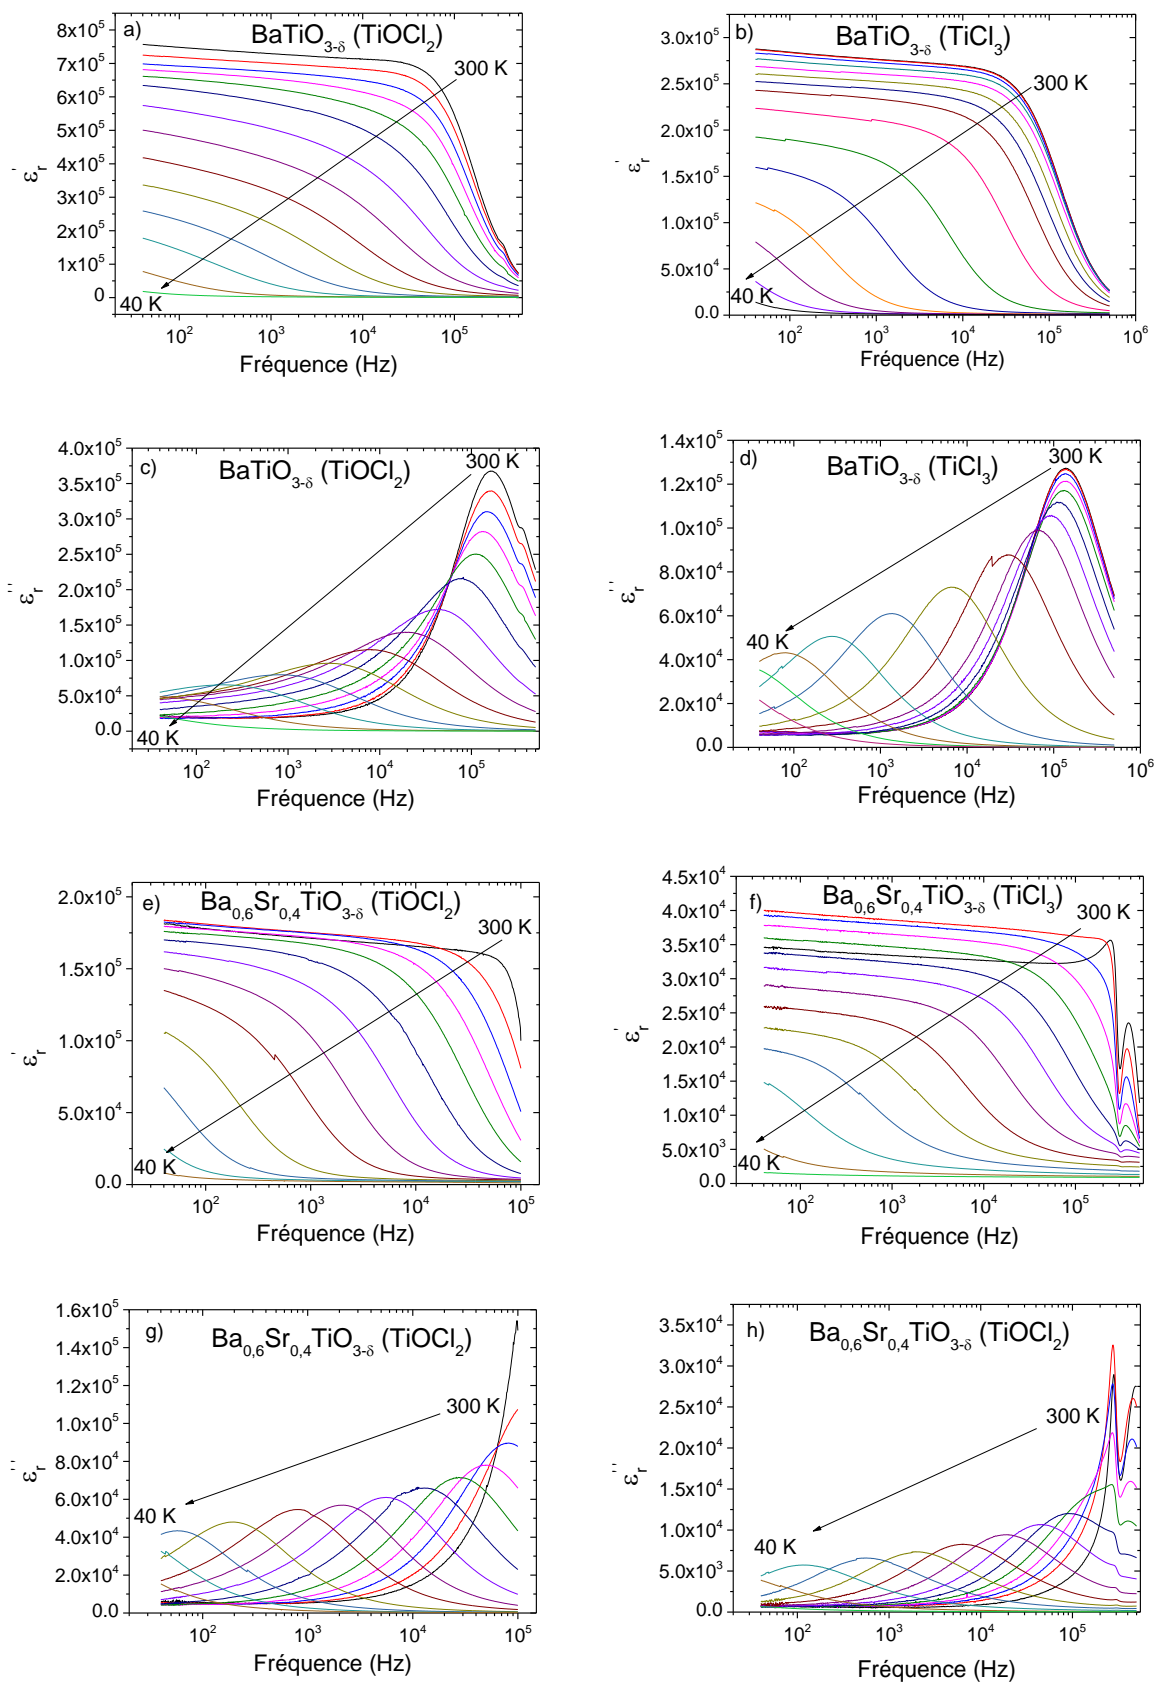 a) BaTiO3-δ (TiOCl2)
8x10^5
7x10^5
6x10^5
5x10^5
4x10^5
3x10^5
2x10^5
1x10^5
0
300 K
40 K
εr'
10^2 10^3 10^4 10^5
Fréquence (Hz)
b) BaTiO3-δ (TiCl3)
3.0x10^5
2.5x10^5
2.0x10^5
1.5x10^5
1.0x10^5
5.0x10^4
0.0
300 K
40 K
εr'
10^2 10^3 10^4 10^5 10^6
Fréquence (Hz)
c) BaTiO3-δ (TiOCl2)
4.0x10^5
3.5x10^5
3.0x10^5
2.5x10^5
2.0x10^5
1.5x10^5
1.0x10^5
5.0x10^4
0.0
300 K
40 K
εr''
10^2 10^3 10^4 10^5
Fréquence (Hz)
d) BaTiO3-δ (TiCl3)
1.4x10^5
1.2x10^5
1.0x10^5
8.0x10^4
6.0x10^4
4.0x10^4
2.0x10^4
0.0
300 K
40 K
εr''
10^2 10^3 10^4 10^5 10^6
Fréquence (Hz)
e) Ba0,6Sr0,4TiO3-δ (TiOCl2)
2.0x10^5
1.5x10^5
1.0x10^5
5.0x10^4
0.0
300 K
40 K
εr'
10^2 10^3 10^4 10^5
Fréquence (Hz)
f) Ba0,6Sr0,4TiO3-δ (TiCl3)
4.5x10^4
4.0x10^4
3.5x10^4
3.0x10^4
2.5x10^4
2.0x10^4
1.5x10^4
1.0x10^4
5.0x10^3
0.0
300 K
40 K
εr'
10^2 10^3 10^4 10^5
Fréquence (Hz)
g) Ba0,6Sr0,4TiO3-δ (TiOCl2)
1.6x10^5
1.4x10^5
1.2x10^5
1.0x10^5
8.0x10^4
6.0x10^4
4.0x10^4
2.0x10^4
0.0
300 K
40 K
εr''
10^2 10^3 10^4 10^5
Fréquence (Hz)
h) Ba0,6Sr0,4TiO3-δ (TiOCl2)
3.5x10^4
3.0x10^4
2.5x10^4
2.0x10^4
1.5x10^4
1.0x10^4
5.0x10^3
0.0
300 K
40 K
εr''
10^2 10^3 10^4 10^5
Fréquence (Hz)